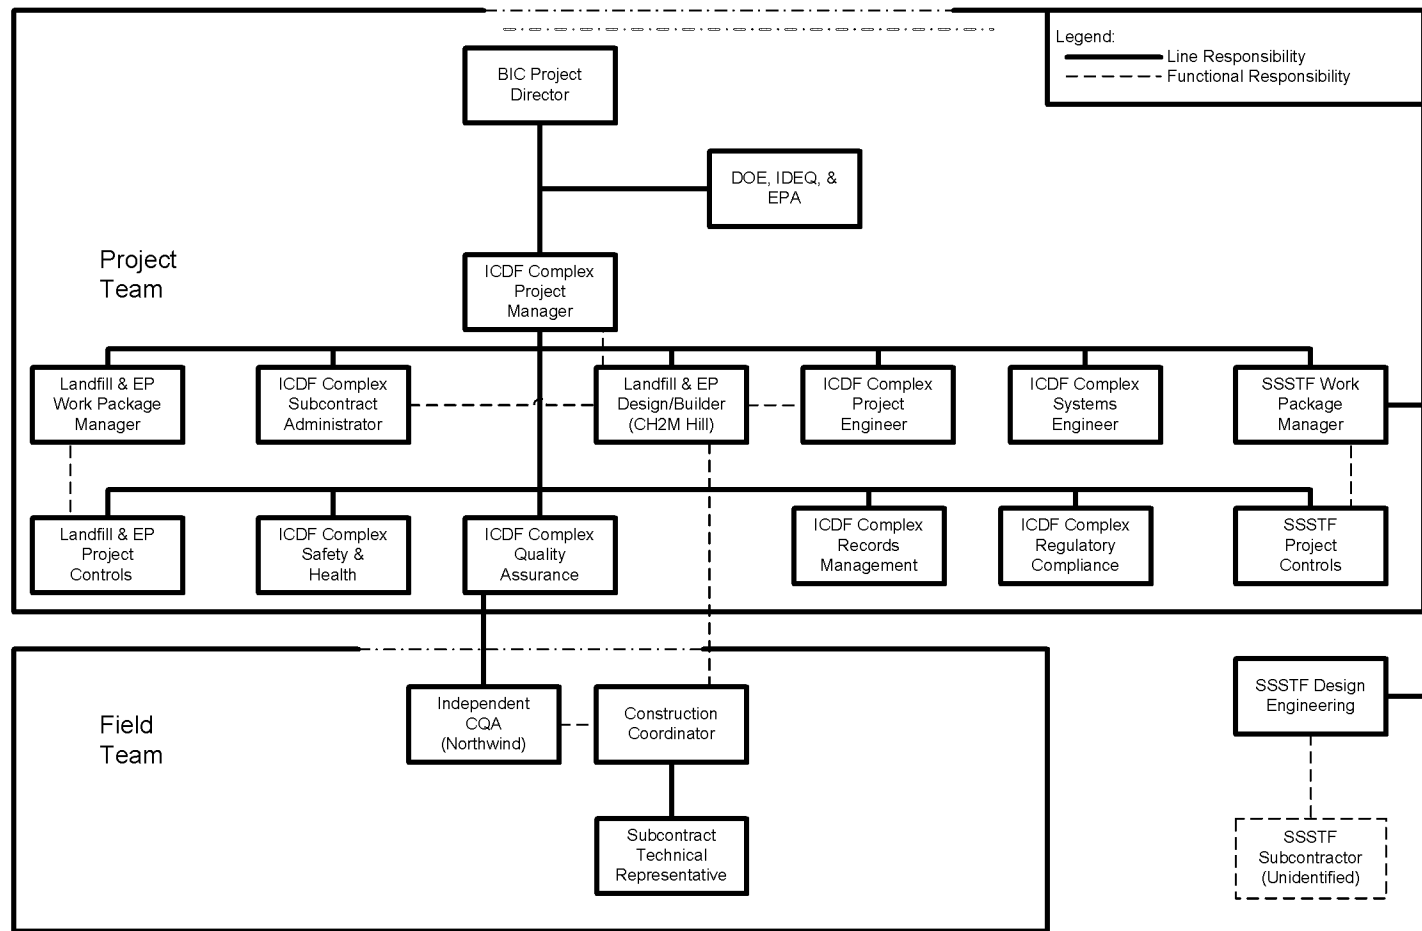 Legend:
Line Responsibility
Functional Responsibility
BIC Project
Director
DOE, IDEQ, &
EPA
Project
Team
ICDF Complex
Project
Manager
Landfill & EP
Work Package
Manager
ICDF Complex
Subcontract
Administrator
Landfill & EP
Design/Builder
(CH2M Hill)
ICDF Complex
Project
Engineer
ICDF Complex
Systems
Engineer
SSSTF Work
Package
Manager
Landfill & EP
Project
Controls
ICDF Complex
Safety &
Health
ICDF Complex
Quality
Assurance
ICDF Complex
Records
Management
ICDF Complex
Regulatory
Compliance
SSSTF
Project
Controls
Field
Team
Independent
CQA
(Northwind)
Construction
Coordinator
SSSTF Design
Engineering
Subcontract
Technical
Representative
SSSTF
Subcontractor
(Unidentified)